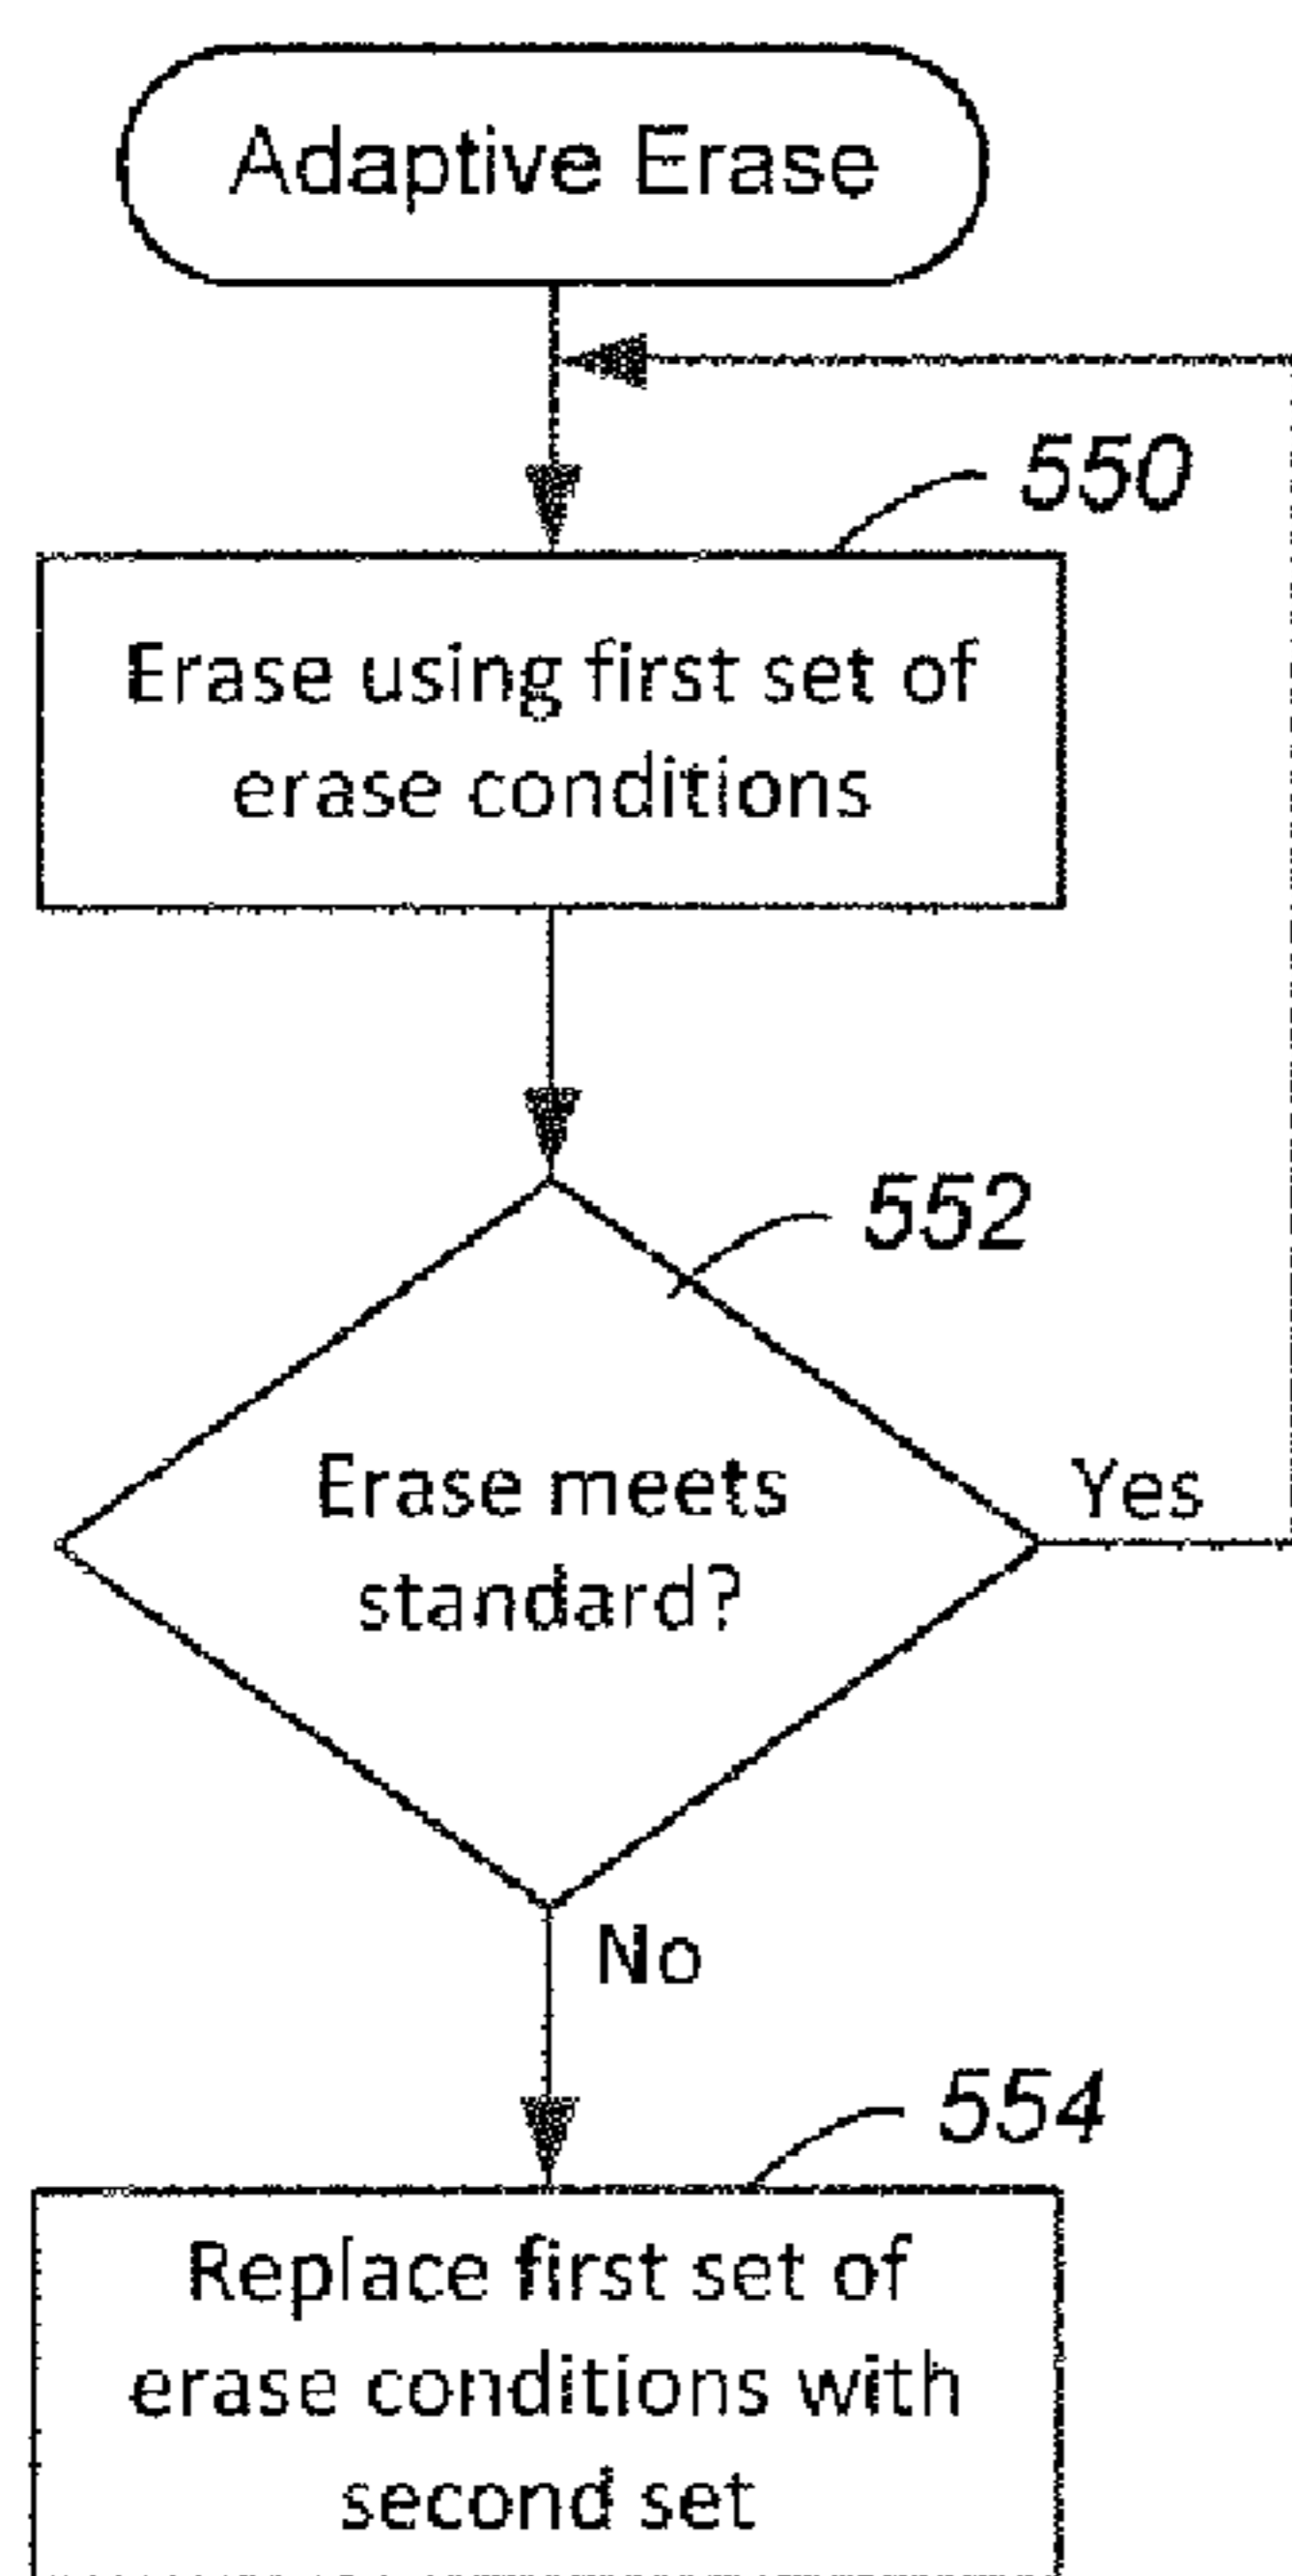 Adaptive Erase
550
Erase using first set of
erase conditions
552
Erase meets
standard?
Yes
No
554
Replace first set of
erase conditions with
second set